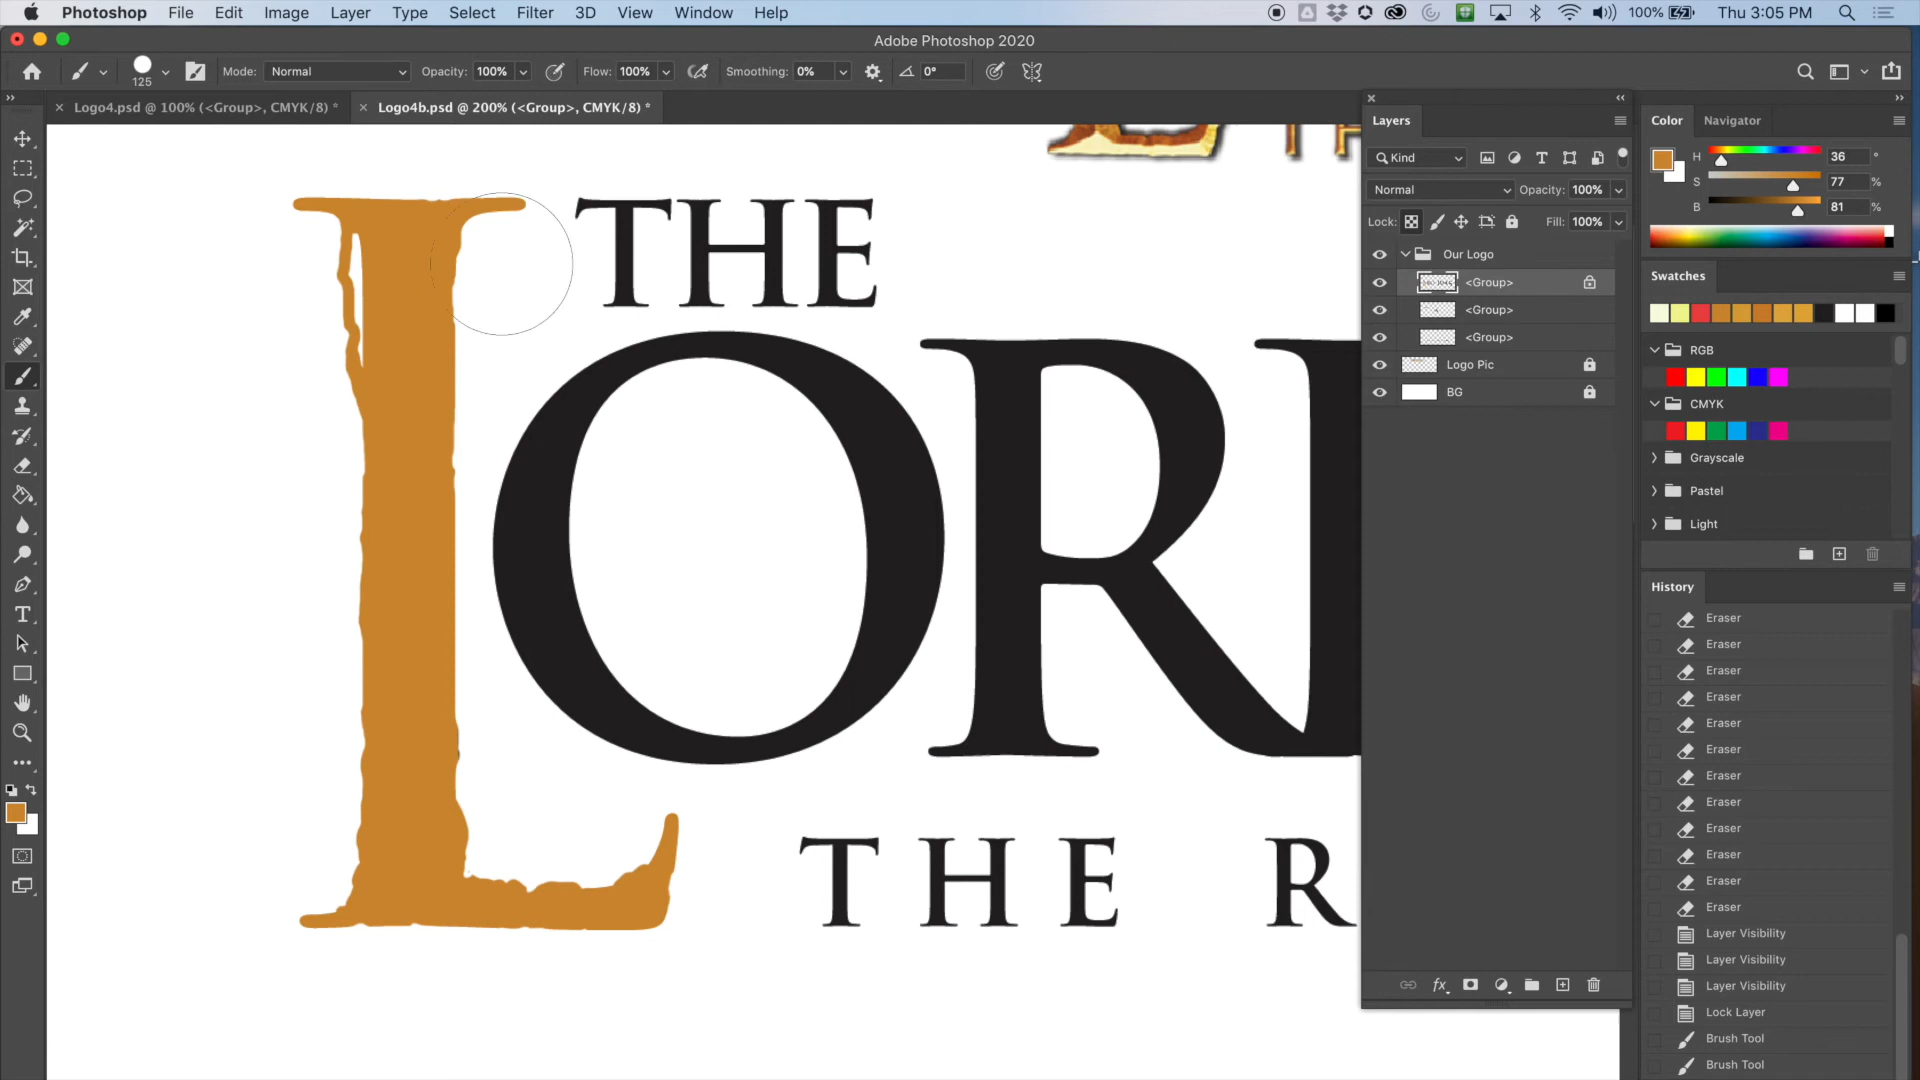 Photoshop File Edit Image Layer Type Select Filter 3D View Window Help 100% Thu 3:05 PM
Adobe Photoshop 2020
125 Mode: Normal Opacity: 100% Flow: 100% Smoothing: 0% 0°
Logo4.psd @ 100% (<Group>, CMYK/8) * Logo4b.psd @ 200% (<Group>, CMYK/8) *
THE
LORD
THE R
Layers
Kind
Normal Opacity: 100%
Lock: Fill: 100%
Our Logo
<Group>
<Group>
<Group>
Logo Pic
BG
fx
Color Navigator
H 36 °
S 77 %
B 81 %
Swatches
RGB
CMYK
Grayscale
Pastel
Light
History
Eraser
Eraser
Eraser
Eraser
Eraser
Eraser
Eraser
Eraser
Eraser
Eraser
Eraser
Eraser
Layer Visibility
Layer Visibility
Layer Visibility
Lock Layer
Brush Tool
Brush Tool